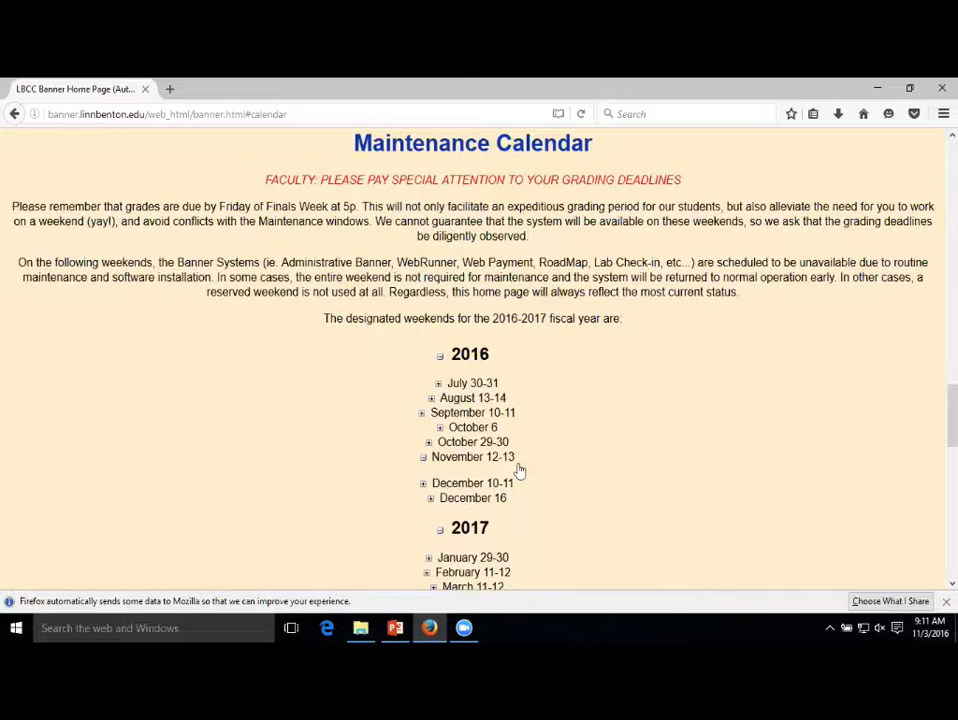 LBCC Banner Home Page (Aut...
banner.linnbenton.edu/web_html/banner.html#calendar
Search
Maintenance Calendar
FACULTY: PLEASE PAY SPECIAL ATTENTION TO YOUR GRADING DEADLINES
Please remember that grades are due by Friday of Finals Week at 5p. This will not only facilitate an expeditious grading period for our students, but also alleviate the need for you to work
on a weekend (yay!), and avoid conflicts with the Maintenance windows. We cannot guarantee that the system will be available on these weekends, so we ask that the grading deadlines
be diligently observed.
On the following weekends, the Banner Systems (ie. Administrative Banner, WebRunner, Web Payment, RoadMap, Lab Check-in, etc...) are scheduled to be unavailable due to routine
maintenance and software installation. In some cases, the entire weekend is not required for maintenance and the system will be returned to normal operation early. In other cases, a
reserved weekend is not used at all. Regardless, this home page will always reflect the most current status.
The designated weekends for the 2016-2017 fiscal year are:
2016
July 30-31
August 13-14
September 10-11
October 6
October 29-30
November 12-13
December 10-11
December 16
2017
January 29-30
February 11-12
March 11-12
Firefox automatically sends some data to Mozilla so that we can improve your experience.
Choose What I Share
Search the web and Windows
9:11 AM
11/3/2016